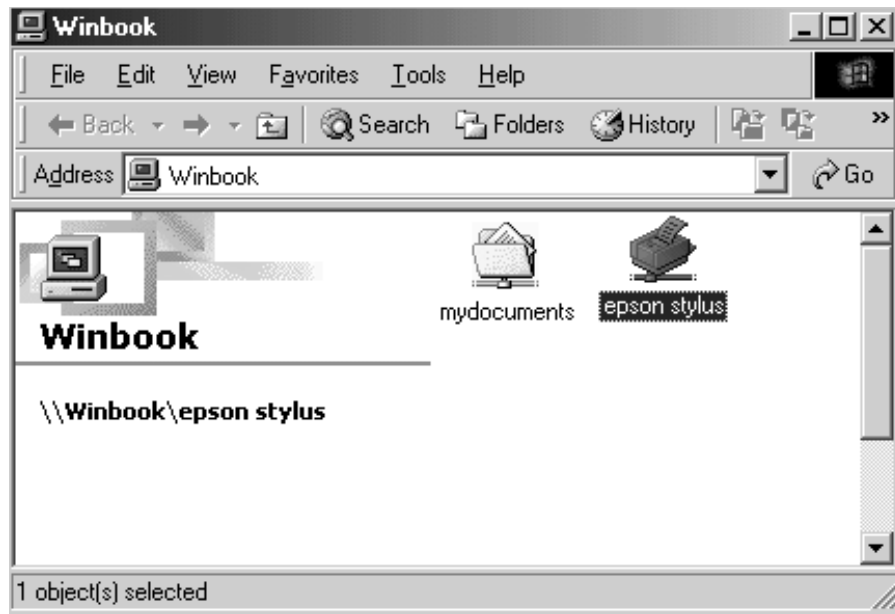 Winbook
File Edit View Favorites Tools Help
Back Search Folders History »
Address Winbook Go
mydocuments epson stylus
Winbook
\\Winbook\epson stylus
1 object(s) selected